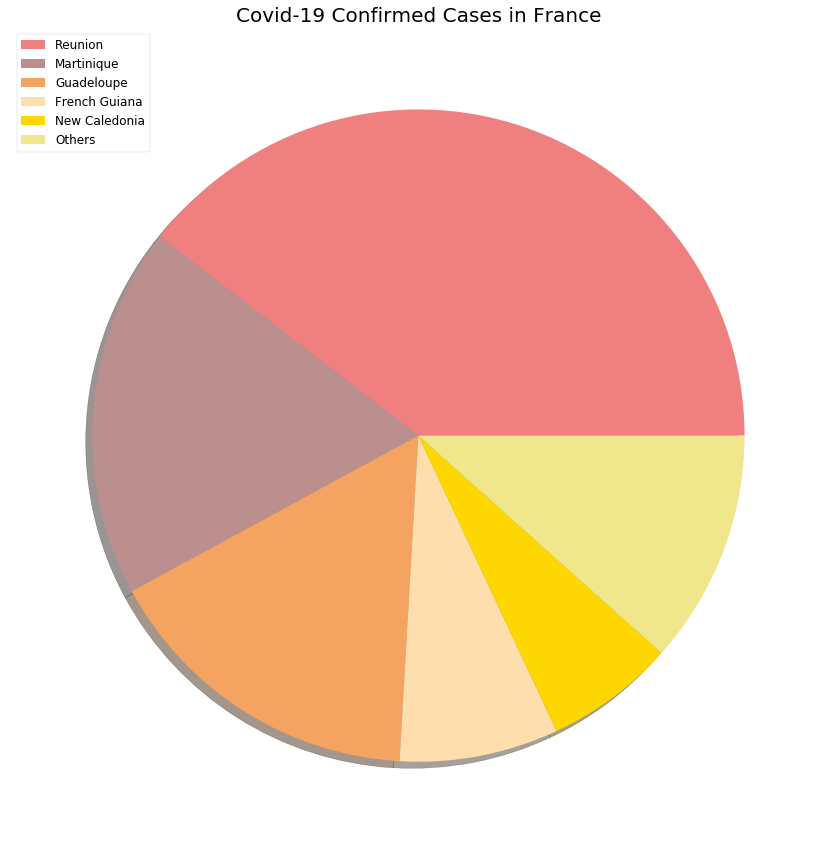 Covid-19 Confirmed Cases in France
Reunion
Martinique
Guadeloupe
French Guiana
New Caledonia
Others